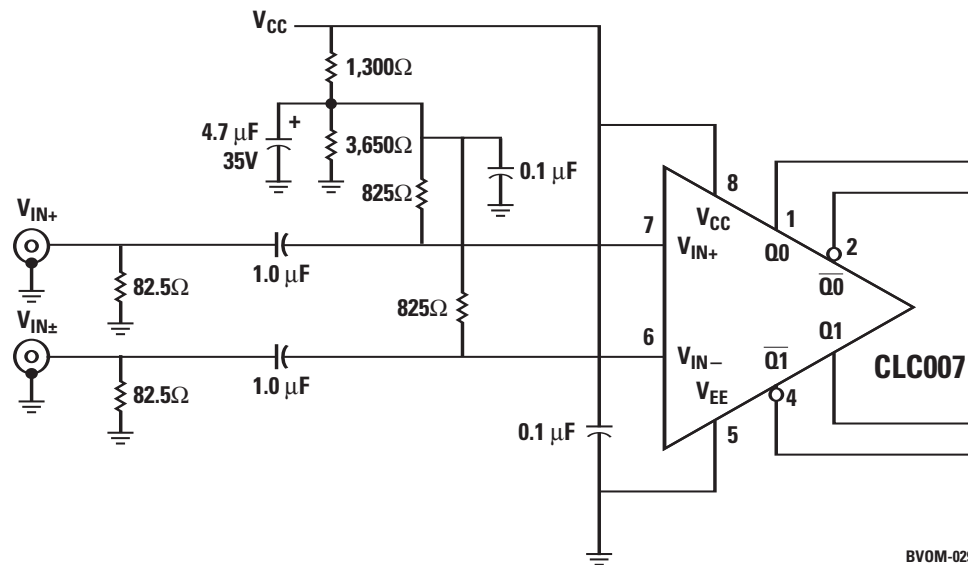 VCC
1,300Ω
4.7 μF
35V
+
3,650Ω
825Ω
0.1 μF
8
VIN+
7
VCC
1
2
VIN+
Q0
Q0
1.0 μF
82.5Ω
825Ω
VIN±
6
Q1
VIN–
Q1
CLC007
1.0 μF
VEE
4
82.5Ω
0.1 μF
5
BVOM-029